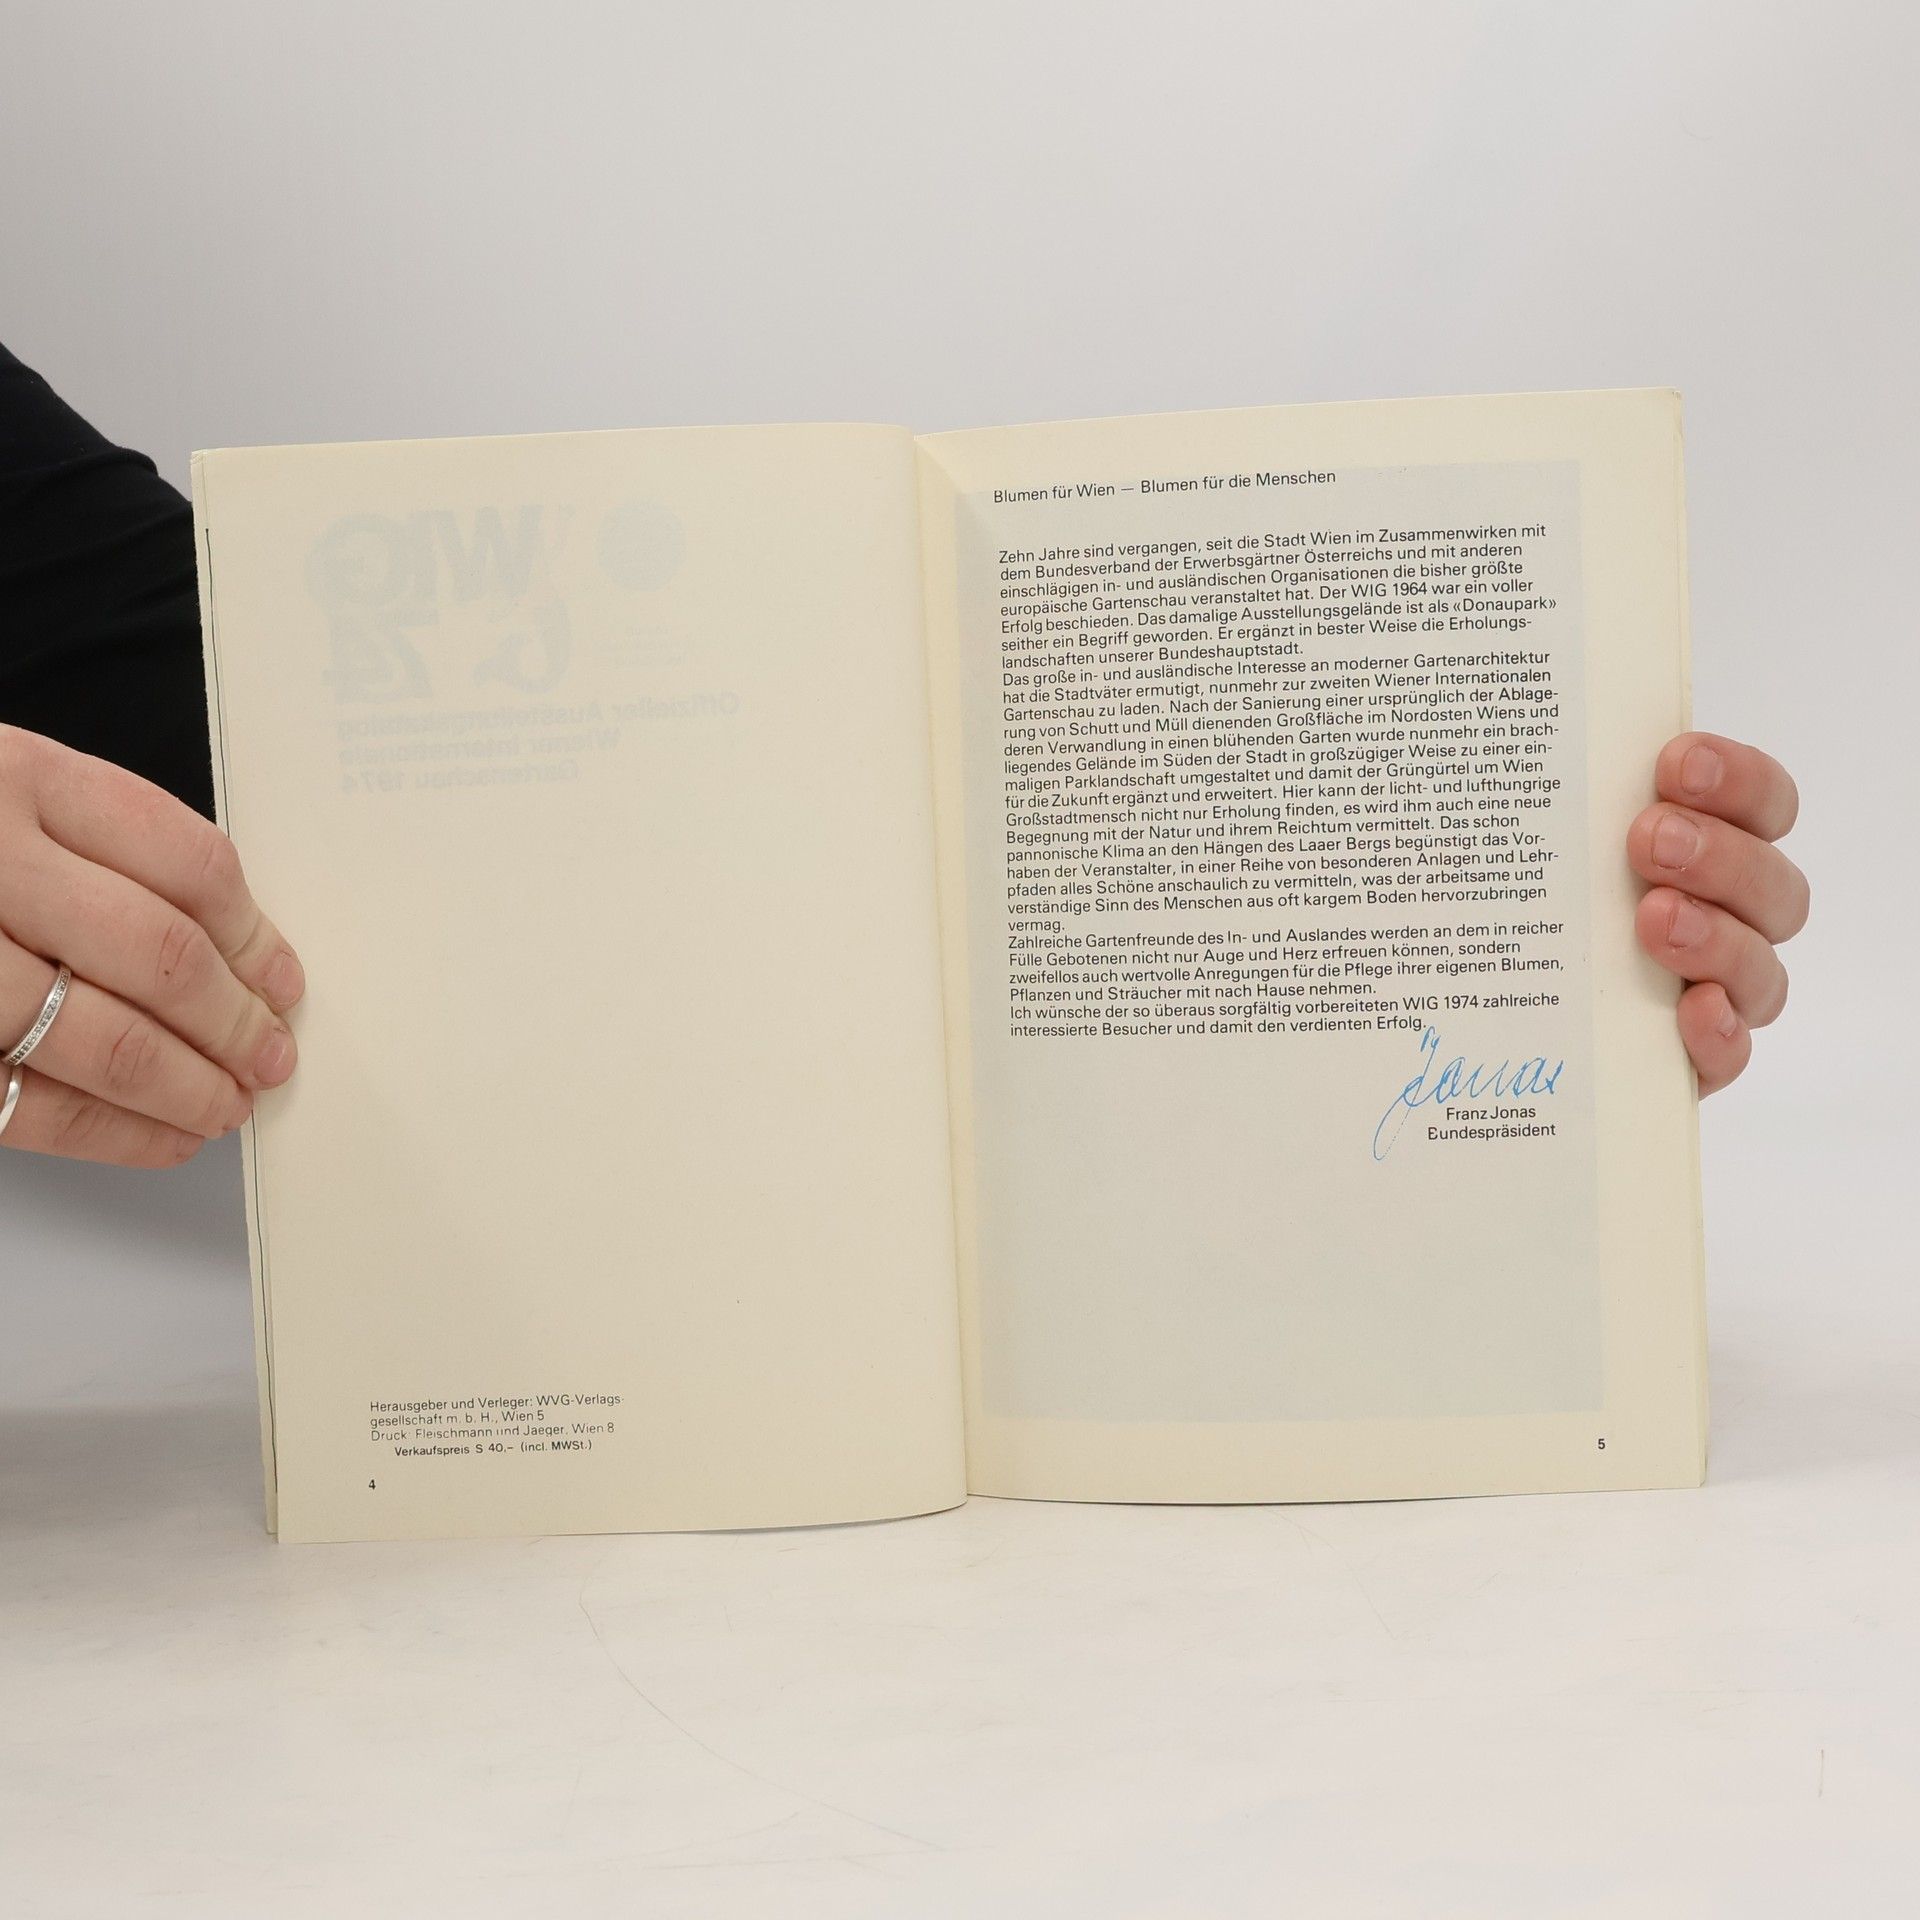 WIG
74
Offizieller Ausstellungskatalog
Wiener Internationale
Gartenschau 1974
Herausgeber und Verleger: WVG-Verlags-
gesellschaft m. b. H., Wien 5
Druck: Fleischmann und Jaeger, Wien 8
Verkaufspreis S 40,– (incl. MWSt.)
4
Blumen für Wien — Blumen für die Menschen
Zehn Jahre sind vergangen, seit die Stadt Wien im Zusammenwirken mit
dem Bundesverband der Erwerbsgärtner Österreichs und mit anderen
einschlägigen in- und ausländischen Organisationen die bisher größte
europäische Gartenschau veranstaltet hat. Der WIG 1964 war ein voller
Erfolg beschieden. Das damalige Ausstellungsgelände ist als «Donaupark»
seither ein Begriff geworden. Er ergänzt in bester Weise die Erholungs-
landschaften unserer Bundeshauptstadt.
Das große in- und ausländische Interesse an moderner Gartenarchitektur
hat die Stadtväter ermutigt, nunmehr zur zweiten Wiener Internationalen
Gartenschau zu laden. Nach der Sanierung einer ursprünglich der Ablage-
rung von Schutt und Müll dienenden Großfläche im Nordosten Wiens und
deren Verwandlung in einen blühenden Garten wurde nunmehr ein brach-
liegendes Gelände im Süden der Stadt in großzügiger Weise zu einer ein-
maligen Parklandschaft umgestaltet und damit der Grüngürtel um Wien
für die Zukunft ergänzt und erweitert. Hier kann der licht- und lufthungrige
Großstadtmensch nicht nur Erholung finden, es wird ihm auch eine neue
Begegnung mit der Natur und ihrem Reichtum vermittelt. Das schon
pannonische Klima an den Hängen des Laaer Bergs begünstigt das Vor-
haben der Veranstalter, in einer Reihe von besonderen Anlagen und Lehr-
pfaden alles Schöne anschaulich zu vermitteln, was der arbeitsame und
verständige Sinn des Menschen aus oft kargem Boden hervorzubringen
vermag.
Zahlreiche Gartenfreunde des In- und Auslandes werden an dem in reicher
Fülle Gebotenen nicht nur Auge und Herz erfreuen können, sondern
zweifellos auch wertvolle Anregungen für die Pflege ihrer eigenen Blumen,
Pflanzen und Sträucher mit nach Hause nehmen.
Ich wünsche der so überaus sorgfältig vorbereiteten WIG 1974 zahlreiche
interessierte Besucher und damit den verdienten Erfolg.
Jonas
Franz Jonas
Bundespräsident
5